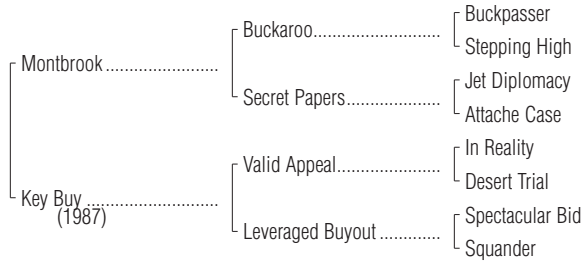 Buckpasser
Buckaroo..............................
Stepping High
Montbrook ...........................
Jet Diplomacy
Secret Papers......................
Attache Case
In Reality
Valid Appeal.........................
Desert Trial
Key Buy ...............................
(1987)
Spectacular Bid
Leveraged Buyout ..............
Squander